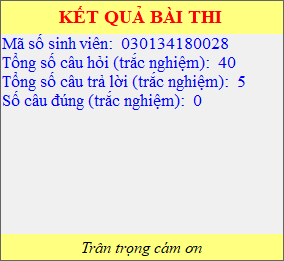 KẾT QUẢ BÀI THI
Mã số sinh viên: 030134180028
Tổng số câu hỏi (trắc nghiệm): 40
Tổng số câu trả lời (trắc nghiệm): 5
Số câu đúng (trắc nghiệm): 0
Trân trọng cảm ơn